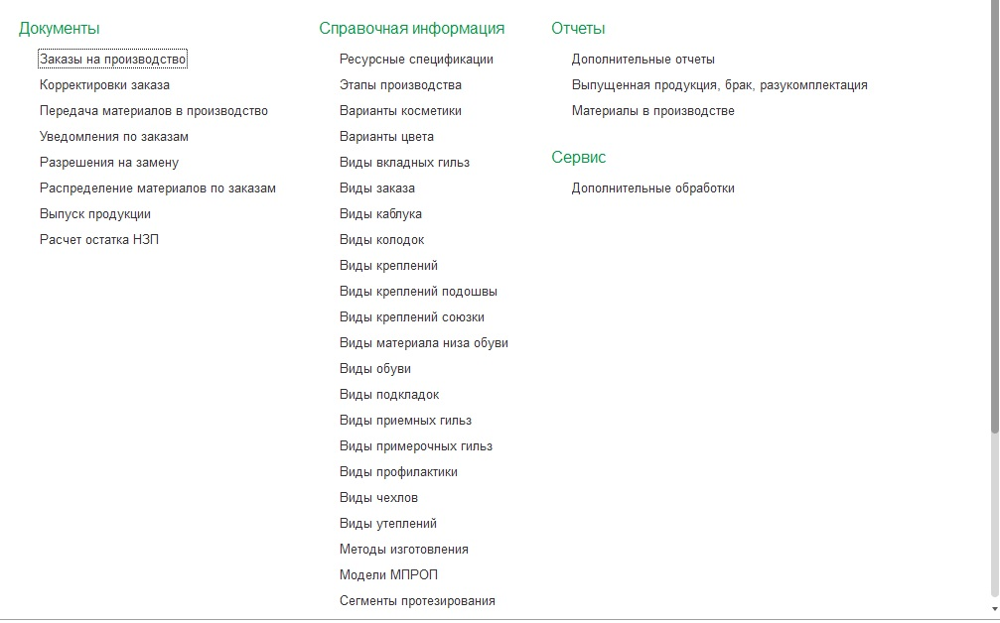 Документы
Заказы на производство
Корректировки заказа
Передача материалов в производство
Уведомления по заказам
Разрешения на замену
Распределение материалов по заказам
Выпуск продукции
Расчет остатка НЗП
Справочная информация
Ресурсные спецификации
Этапы производства
Варианты косметики
Варианты цвета
Виды вкладных гильз
Виды заказа
Виды каблука
Виды колодок
Виды креплений
Виды креплений подошвы
Виды креплений союзки
Виды материала низа обуви
Виды обуви
Виды подкладок
Виды приемных гильз
Виды примерочных гильз
Виды профилактики
Виды чехлов
Виды утеплений
Методы изготовления
Модели МПРОП
Сегменты протезирования
Отчеты
Дополнительные отчеты
Выпущенная продукция, брак, разукомплектация
Материалы в производстве
Сервис
Дополнительные обработки